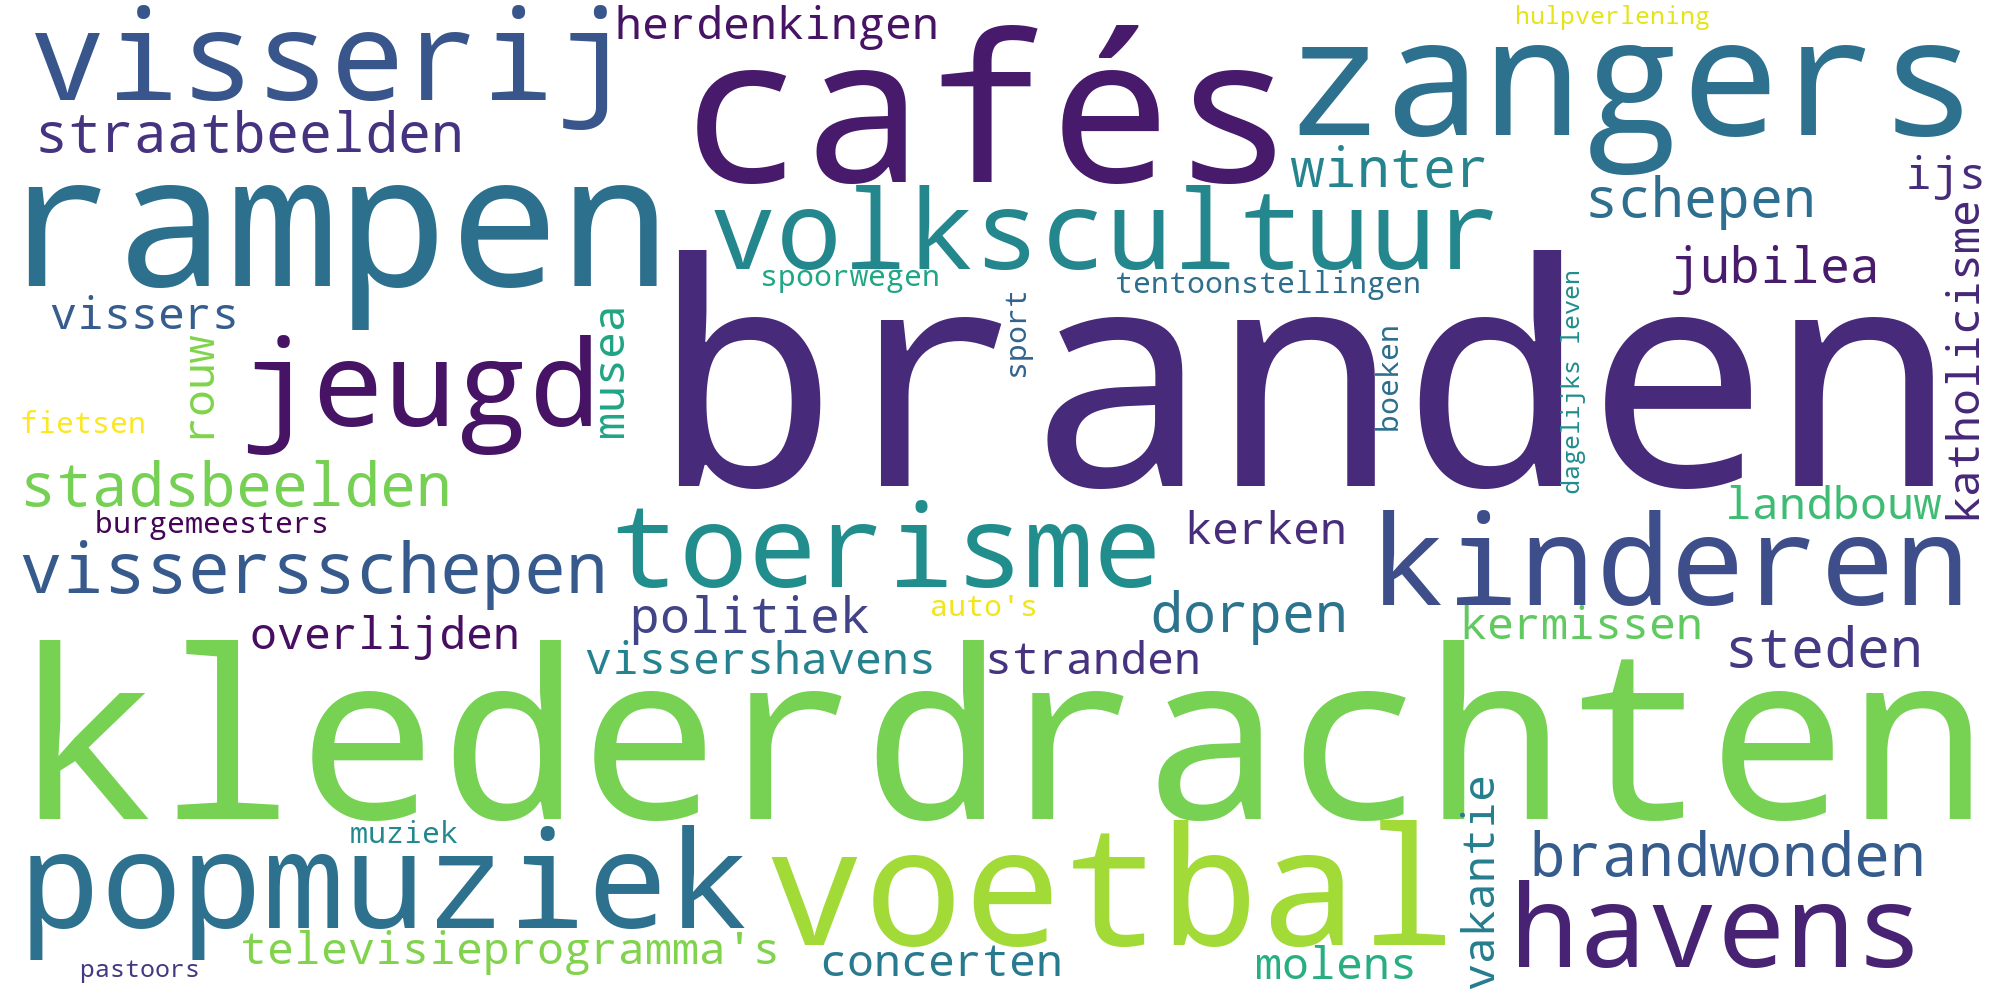 visserij
herdenkingen
cafés
hulpverlening
zangers
straatbeelden
winter
ijs
rampen
volkscultuur
schepen
katholicisme
spoorwegen
tentoonstellingen
jubilea
branden
vissers
sport
dagelijks leven
musea
rouw
jeugd
boeken
fietsen
stadsbeelden
landbouw
burgemeesters
toerisme
kerken
kinderen
vissersschepen
politiek
auto's
dorpen
kermissen
overlijden
vissershavens
stranden
steden
klederdrachten
vakantie
muziek
popmuziek
voetbal
brandwonden
havens
televisieprogramma's
concerten
molens
pastoors